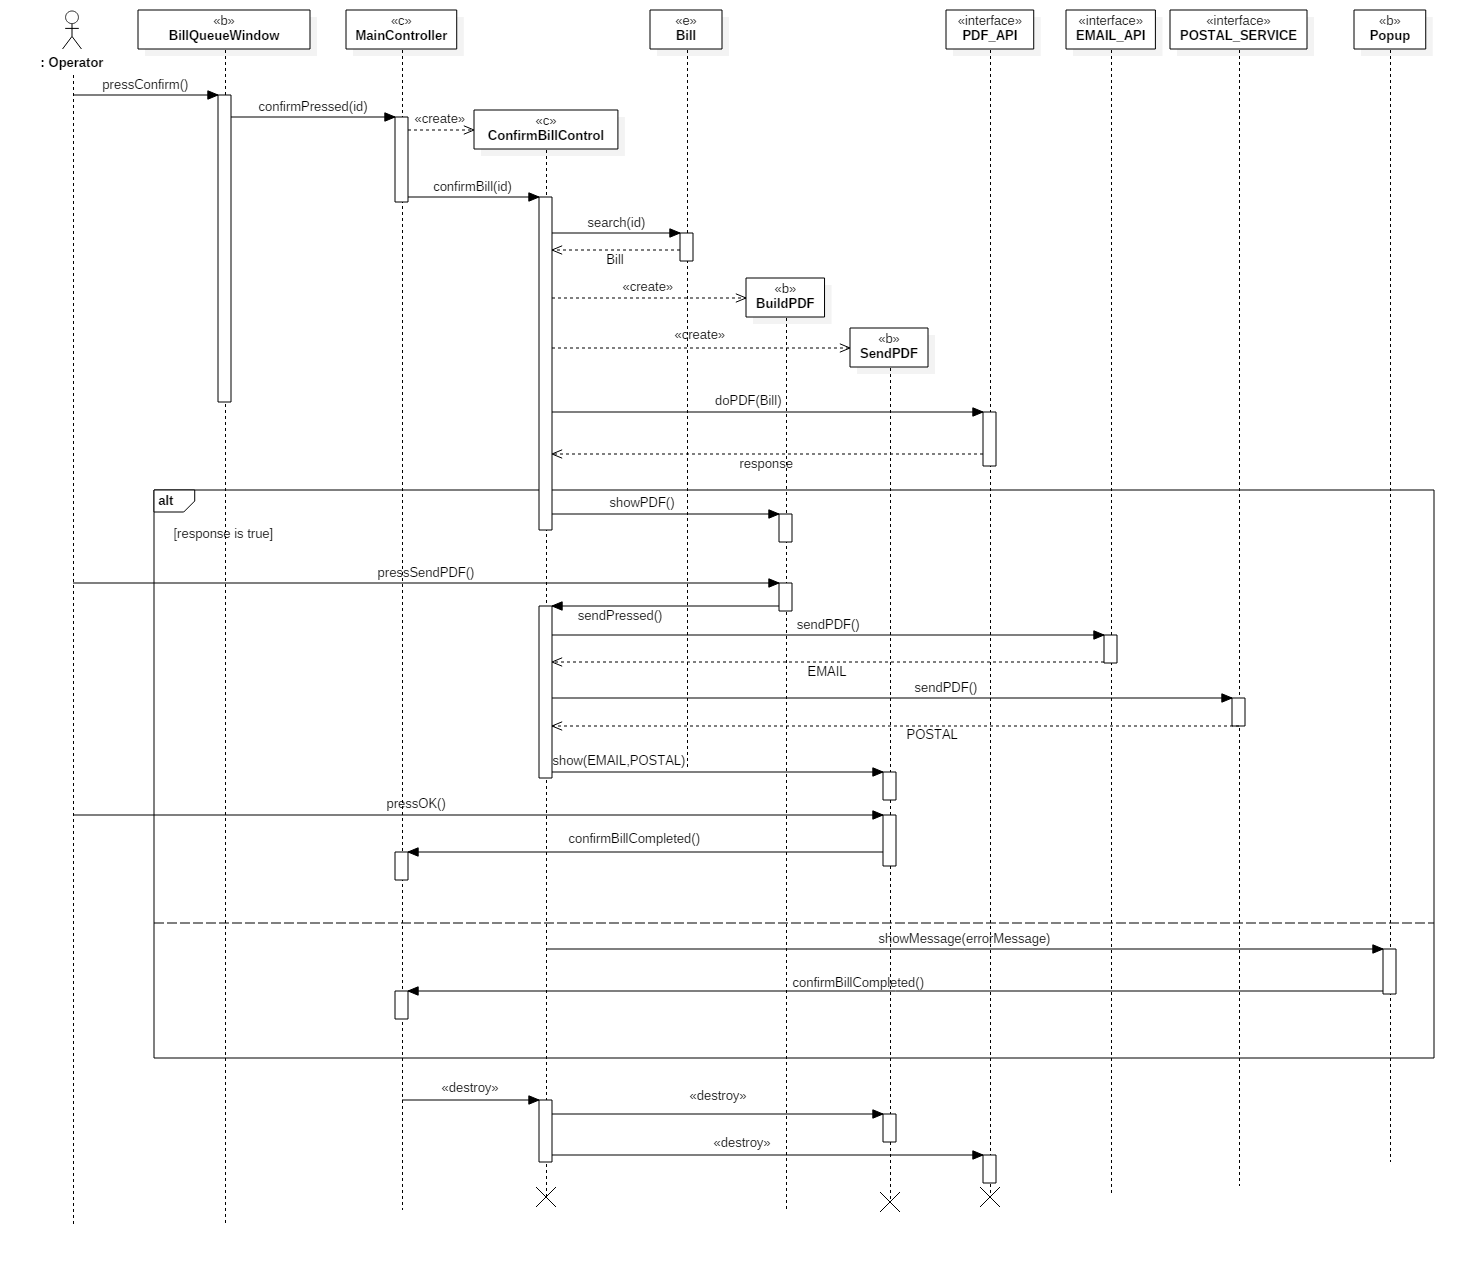 «b»
BillQueueWindow
«c»
MainController
«e»
Bill
«interface»
PDF_API
«interface»
EMAIL_API
«interface»
POSTAL_SERVICE
«b»
Popup
: Operator
pressConfirm()
confirmPressed(id)
«create»
«c»
ConfirmBillControl
confirmBill(id)
search(id)
Bill
«create»
«b»
BuildPDF
«create»
«b»
SendPDF
doPDF(Bill)
response
alt
showPDF()
[response is true]
pressSendPDF()
sendPressed()
sendPDF()
EMAIL
sendPDF()
POSTAL
show(EMAIL,POSTAL)
pressOK()
confirmBillCompleted()
showMessage(errorMessage)
confirmBillCompleted()
«destroy»
«destroy»
«destroy»